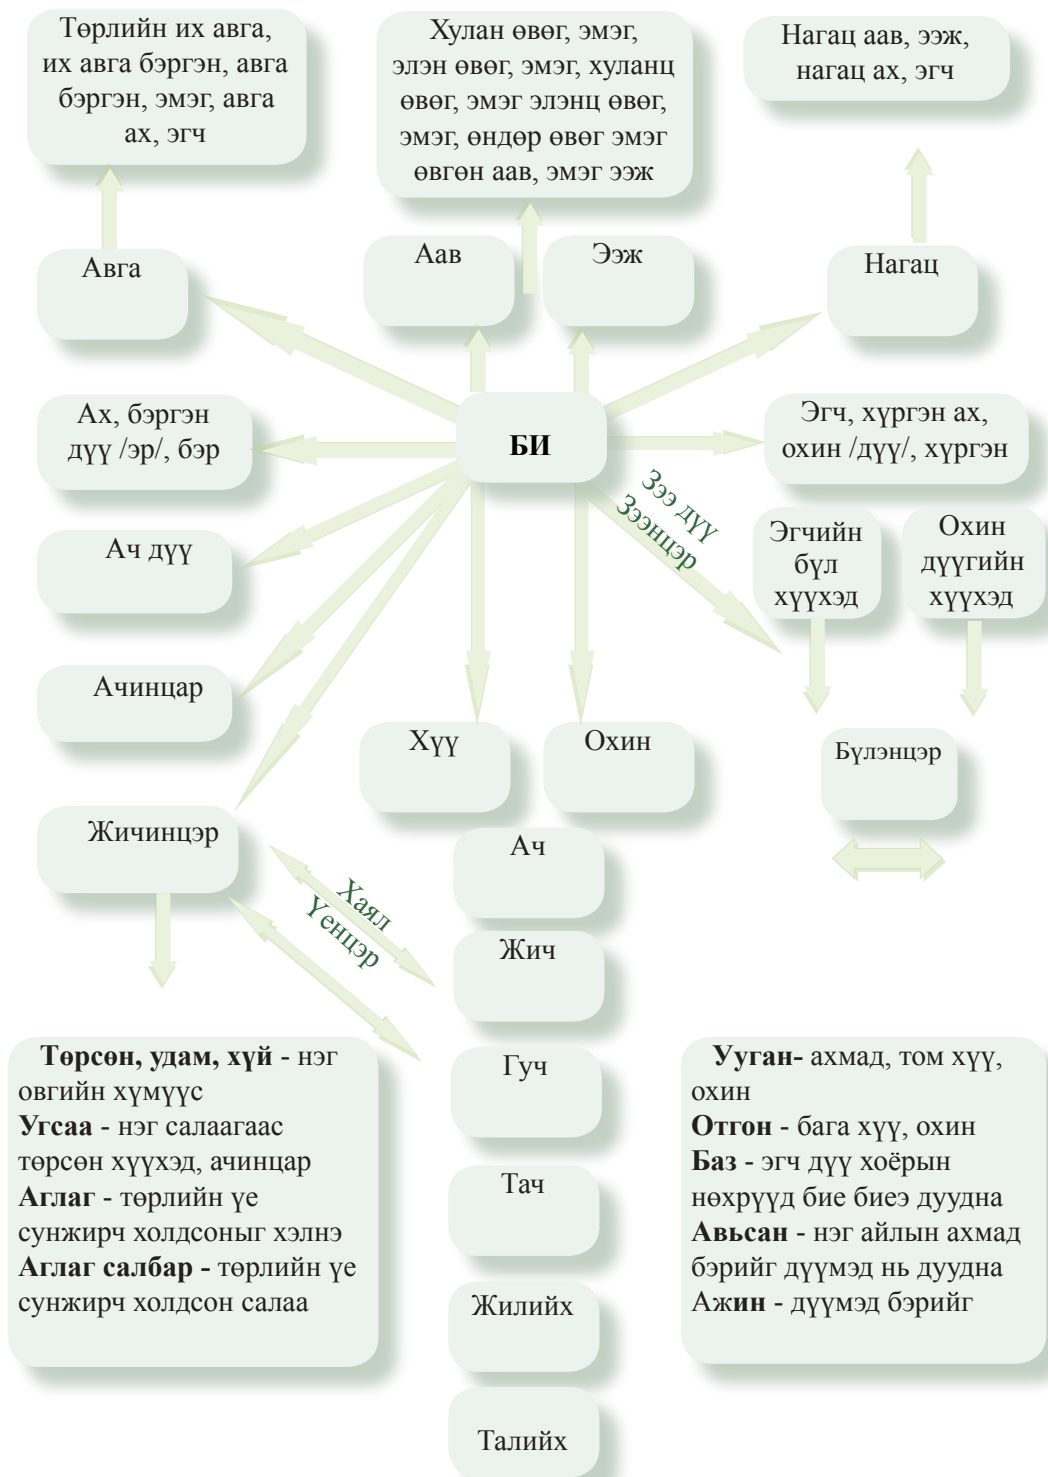 Төрлийн их авга,
их авга бэргэн, авга
бэргэн, эмэг, авга
ах, эгч
Хулан өвөг, эмэг,
элэн өвөг, эмэг, хуланц
өвөг, эмэг элэнц өвөг,
эмэг, өндөр өвөг эмэг
өвгөн аав, эмэг ээж
Нагац аав, ээж,
нагац ах, эгч
Авга
Аав
Ээж
Нагац
Ах, бэргэн
дүү /эр/, бэр
БИ
Эгч, хүргэн ах,
охин /дүү/, хүргэн
Зээ дүү
Зээнцэр
Эгчийн
бүл
хүүхэд
Охин
дүүгийн
хүүхэд
Ач дүү
Ачинцар
Хүү
Охин
Бүлэнцэр
Жичинцэр
Хаял
Үенцэр
Ач
Жич
Гуч
Тач
Жилийх
Талийх
Төрсөн, удам, хүй - нэг
овгийн хүмүүс
Угсаа - нэг салаагаас
төрсөн хүүхэд, ачинцар
Аглаг - төрлийн үе
сунжирч холдсоныг хэлнэ
Аглаг салбар - төрлийн үе
сунжирч холдсон салаа
Ууган- ахмад, том хүү,
охин
Отгон - бага хүү, охин
Баз - эгч дүү хоёрын
нөхрүүд бие биеэ дуудна
Авьсан - нэг айлын ахмад
бэрийг дүүмэд нь дуудна
Ажин - дүүмэд бэрийг